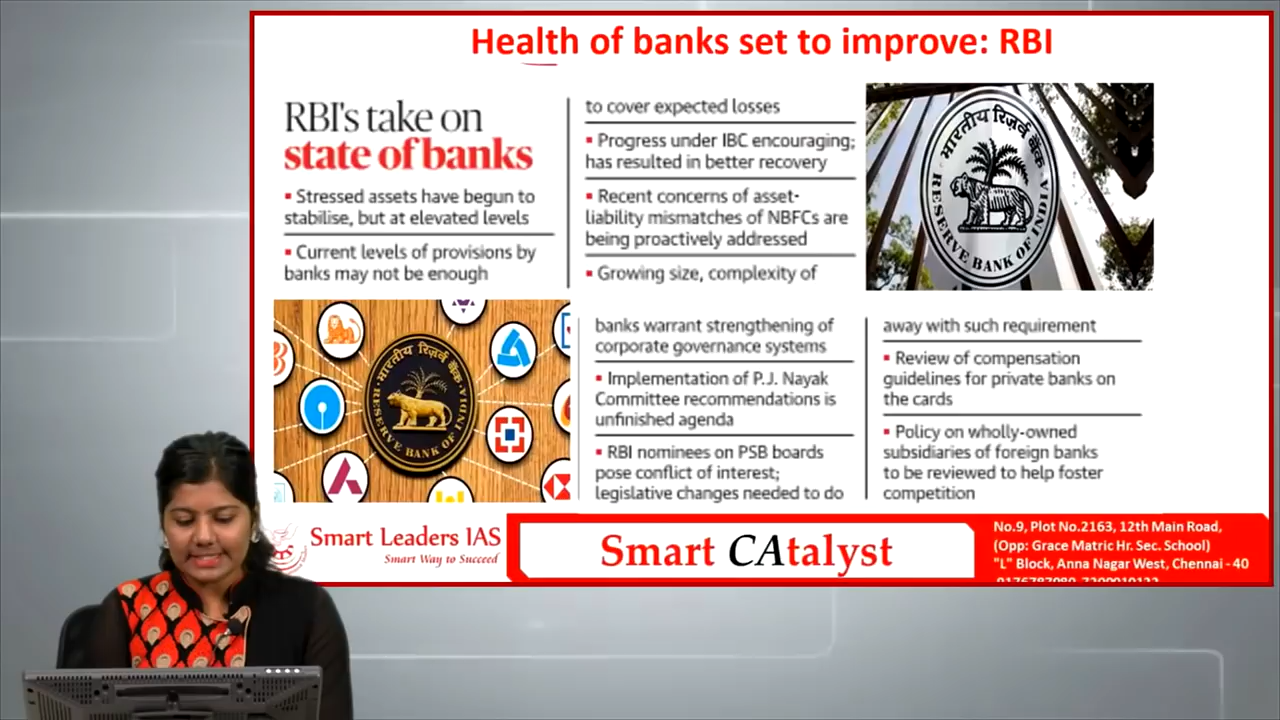 Health of banks set to improve: RBI
RBI's take on
state of banks
▪ Stressed assets have begun to
stabilise, but at elevated levels
▪ Current levels of provisions by
banks may not be enough
to cover expected losses
▪ Progress under IBC encouraging;
has resulted in better recovery
▪ Recent concerns of asset-
liability mismatches of NBFCs are
being proactively addressed
▪ Growing size, complexity of
banks warrant strengthening of
corporate governance systems
▪ Implementation of P.J. Nayak
Committee recommendations is
unfinished agenda
▪ RBI nominees on PSB boards
pose conflict of interest;
legislative changes needed to do
away with such requirement
▪ Review of compensation
guidelines for private banks on
the cards
▪ Policy on wholly-owned
subsidiaries of foreign banks
to be reviewed to help foster
competition
भारतीय रिज़र्व बैंक
RESERVE BANK OF INDIA
भारतीय रिज़र्व बैंक
RESERVE BANK OF INDIA
Smart Leaders IAS
Smart Way to Succeed
Smart CAtalyst
No.9, Plot No.2163, 12th Main Road,
(Opp: Grace Matric Hr. Sec. School)
"L" Block, Anna Nagar West, Chennai - 40